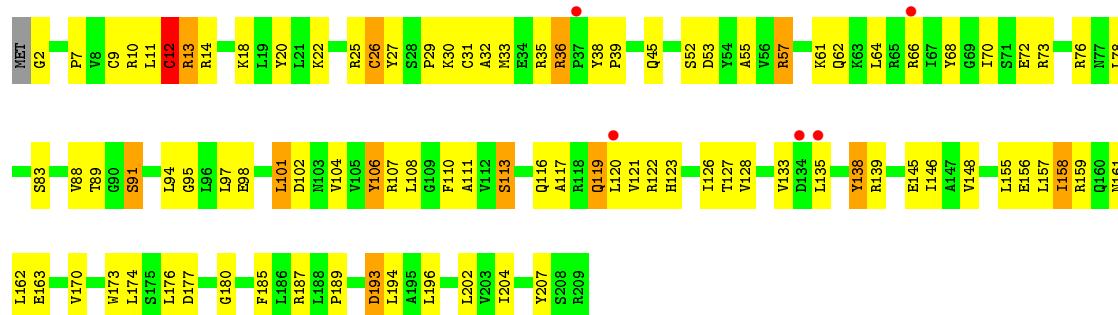 MET G2 P7 V8 C9 R10 L11 C12 R13 R14 K18 L19 Y20 L21 K22 R25 C26 Y27 S28 P29 K30 C31 A32 M33 E34 R35 R36 P37 Y38 P39 Q45 S52 D53 Y54 A55 V56 R57 K61 Q62 K63 L64 R65 R66 I67 Y68 G69 I70 S71 E72 R73 R76 N77 L78
S83 V88 T89 G90 S91 L94 G95 L96 L97 E98 L101 D102 N103 V104 V105 Y106 R107 L108 G109 F110 A111 V112 S113 Q116 A117 R118 Q119 L120 V121 R122 H123 I126 T127 V128 V133 D134 L135 Y138 R139 E145 I146 A147 V148 L155 E156 L157 I158 R159 Q160 N161
L162 E163 V170 W173 L174 S175 L176 D177 G180 F185 L186 R187 L188 P189 D193 L194 A195 L196 L202 V203 I204 Y207 S208 R209